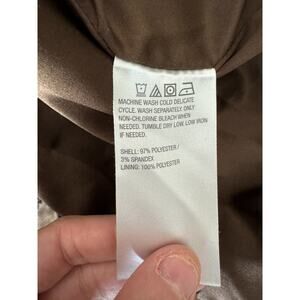 MACHINE WASH COLD DELICATE
CYCLE. WASH SEPARATELY. ONLY
NON-CHLORINE BLEACH WHEN
NEEDED. TUMBLE DRY LOW, LOW IRON
IF NEEDED.
SHELL: 97% POLYESTER /
3% SPANDEX
LINING: 100% POLYESTER